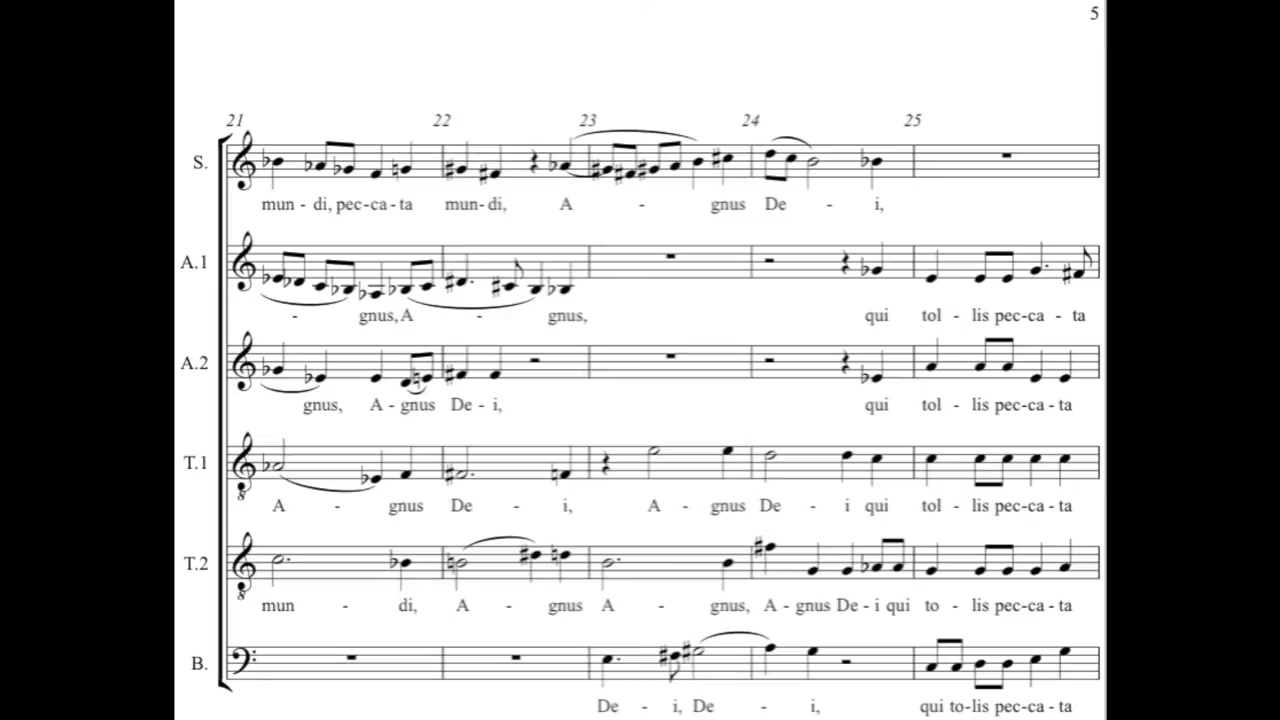 5
21 22 23 24 25
S.
mun - di, pec-ca-ta mun-di, A - gnus De - i,
A.1
- gnus, A - gnus, qui tol - lis pec-ca - ta
A.2
gnus, A - gnus De - i, qui tol - lis pec-ca-ta
T.1
8
A - gnus De - i, A - gnus De - i qui tol - lis pec-ca-ta
T.2
8
mun - di, A - gnus A - gnus, A - gnus De - i qui to - lis pec-ca-ta
B.
De - i, De - i, qui to-lis pec-ca-ta